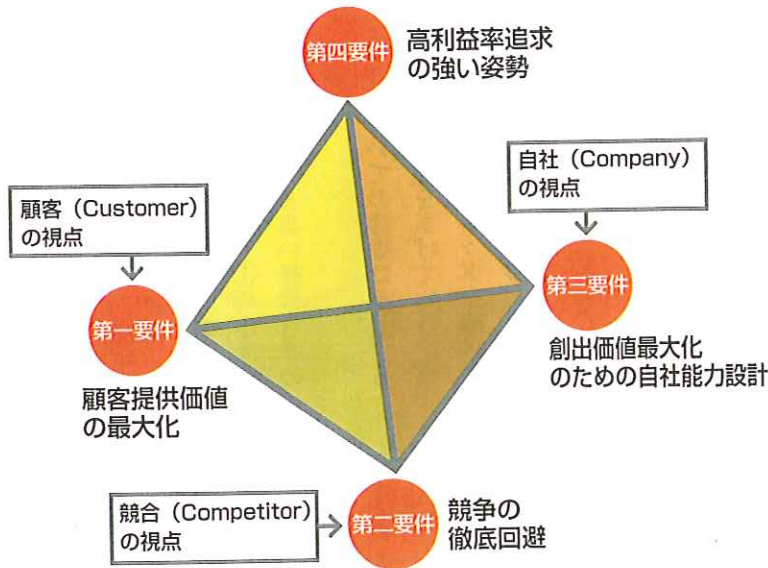 第四要件
高利益率追求
の強い姿勢
自社（Company）
の視点
顧客（Customer）
の視点
第三要件
第一要件
創出価値最大化
のための自社能力設計
顧客提供価値
の最大化
競合（Competitor）
の視点
第二要件
競争の
徹底回避